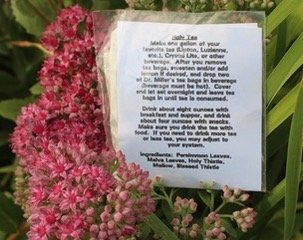 Holy Tea
Make one gallon of your
favorite tea (Lipton, Luzianne,
etc.), Crystal Lite, or other
beverage. After you remove
tea bags, sweeten and/or add
lemon if desired, and drop two
of Dr. Miller's tea bags in beverage
(beverage must be hot). Cover
and let set overnight and leave tea
bags in until tea is consumed.
Drink about eight ounces with
breakfast and supper, and drink
about four ounces with snacks.
Make sure you drink the tea with
food. If you need to drink more tea
or less tea, you may adjust to
your system.
Ingredients: Persimmon Leaves,
Malva Leaves, Holy Thistle,
Mallow, Blessed Thistle